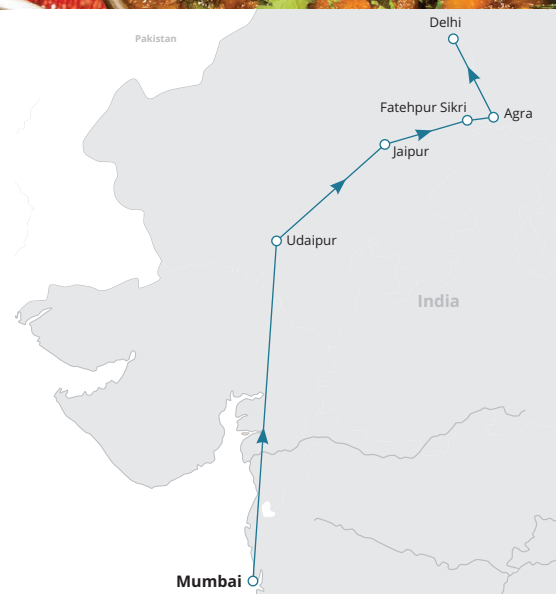 Delhi
Pakistan
Fatehpur Sikri
Agra
Jaipur
Udaipur
India
Mumbai